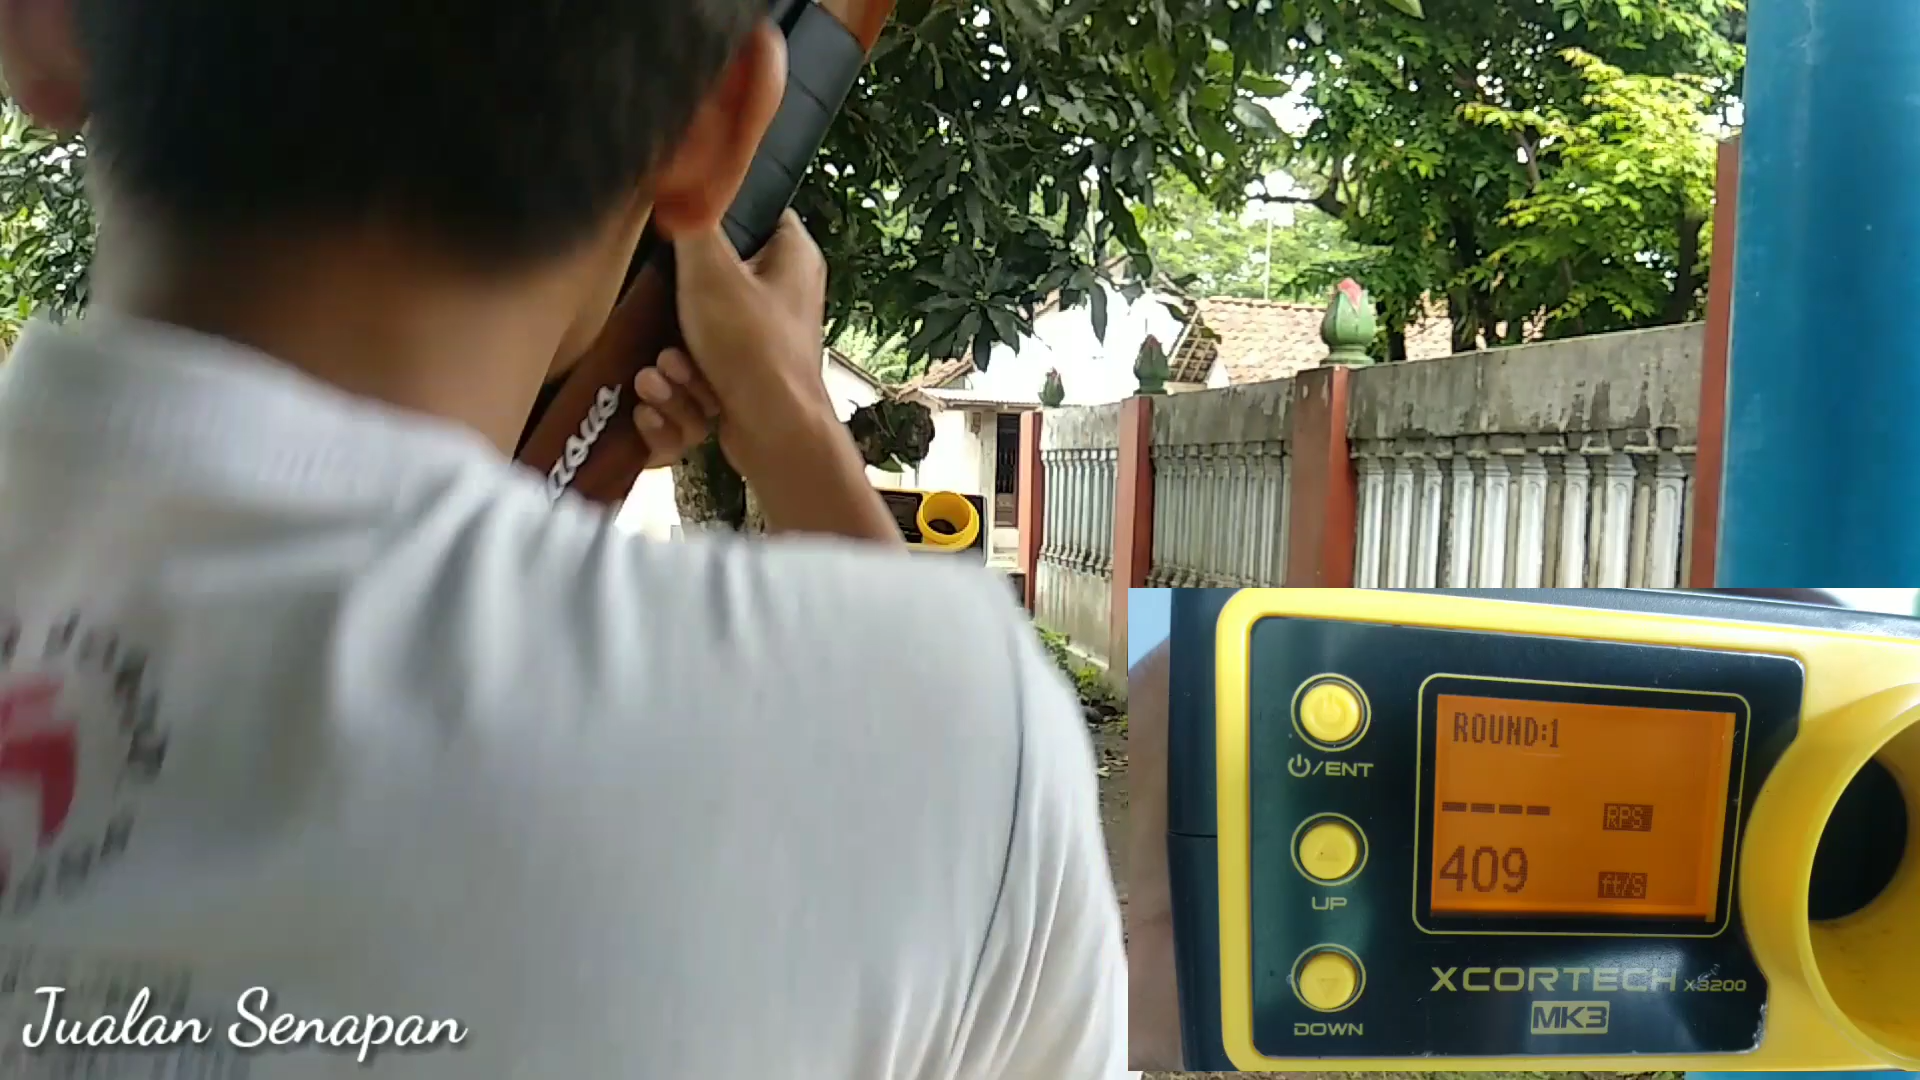 Jualan Senapan
ROUND:1
---- RPS
409 ft/S
⏻/ENT
UP
DOWN
XCORTECH X3200
MK3